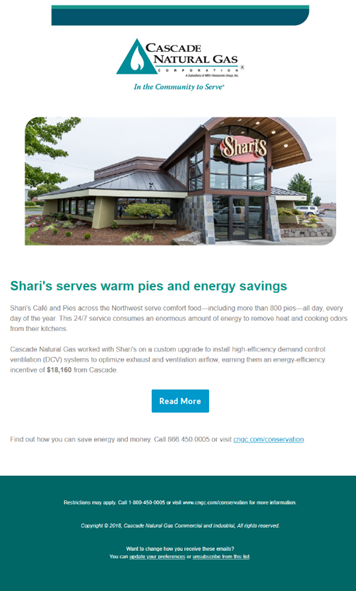 CASCADE
NATURAL GAS
CORPORATION
In the Community to Serve®
Shari's
Shari's serves warm pies and energy savings
Shari's Café and Pies across the Northwest serve comfort food—including more than 800 pies—all day, every
day of the year. This 24/7 service consumes an enormous amount of energy to remove heat and cooking odors
from their kitchens.
Cascade Natural Gas worked with Shari's on a custom upgrade to install high-efficiency demand control
ventilation (DCV) systems to optimize exhaust and ventilation airflow, earning them an energy-efficiency
incentive of $18,160 from Cascade.
Read More
Find out how you can save energy and money. Call 866.450.0005 or visit cngc.com/conservation
Restrictions may apply. Call 1-800-450-0005 or visit www.cngc.com/conservation for more information.
Copyright © 2018, Cascade Natural Gas Commercial and Industrial, All rights reserved.
Want to change how you receive these emails?
You can update your preferences or unsubscribe from this list.